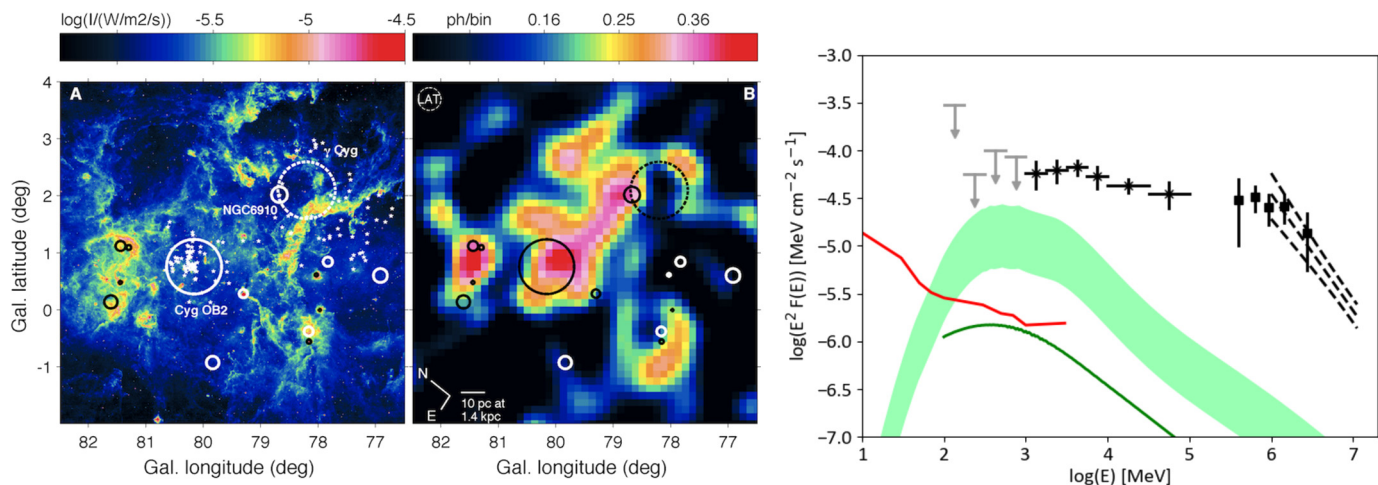 log(I/(W/m2/s)) -5.5 -5 -4.5
ph/bin 0.16 0.25 0.36
A
γ Cyg
NGC6910
Cyg OB2
4
3
2
1
0
-1
Gal. latitude (deg)
82 81 80 79 78 77
Gal. longitude (deg)
LAT
B
N
E
10 pc at
1.4 kpc
82 81 80 79 78 77
Gal. longitude (deg)
−3.0
−3.5
−4.0
−4.5
−5.0
−5.5
−6.0
−6.5
−7.0
log(E² F(E)) [MeV cm⁻² s⁻¹]
1 2 3 4 5 6 7
log(E) [MeV]